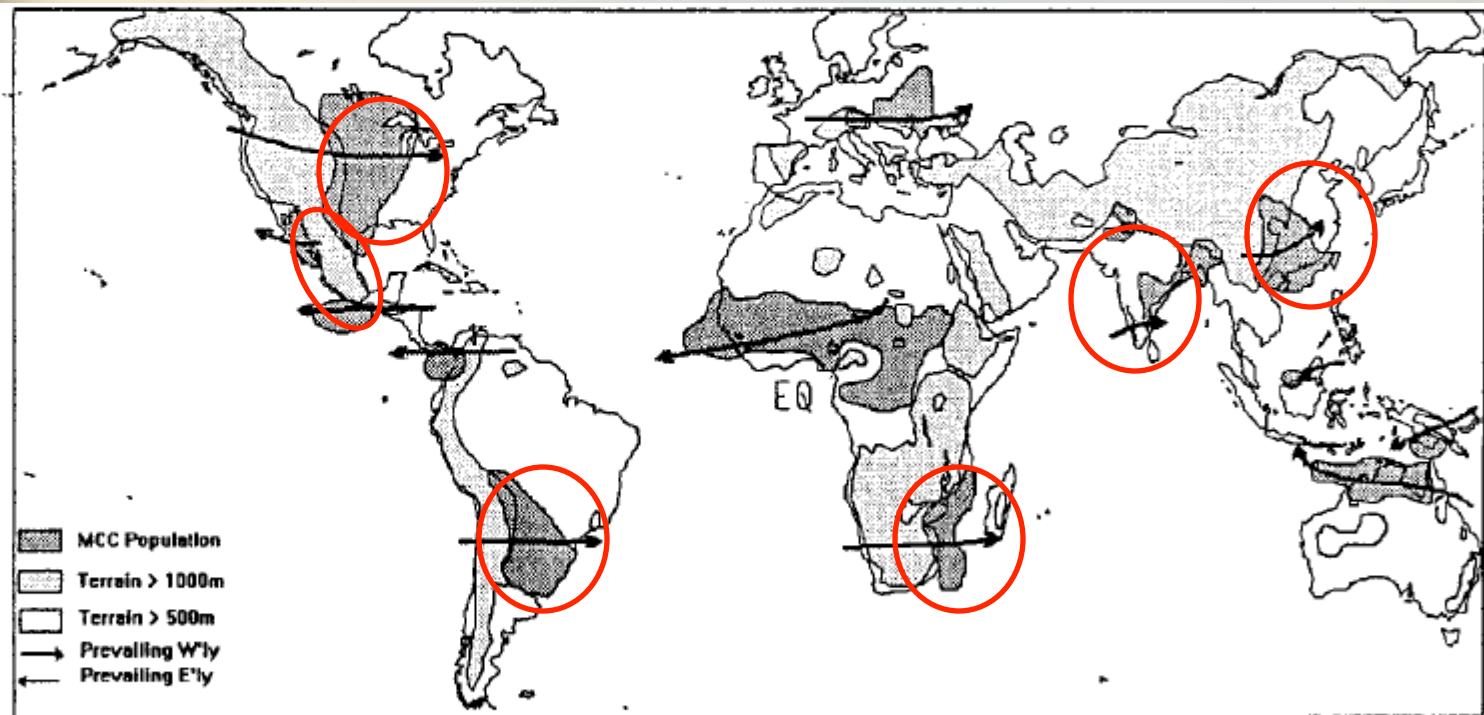 EQ
MCC Population
Terrain > 1000m
Terrain > 500m
Prevailing W'ly
Prevailing E'ly